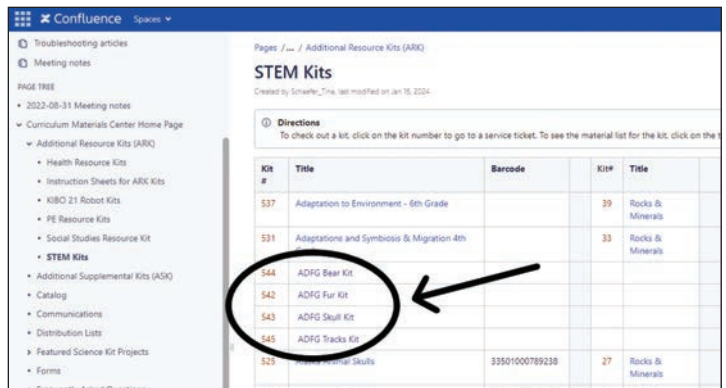 Confluence Spaces
Troubleshooting articles
Meeting notes
PAGE TREE
2022-08-31 Meeting notes
Curriculum Materials Center Home Page
Additional Resource Kits (ARK)
Health Resource Kits
Instruction Sheets for ARK Kits
KIBO 21 Robot Kits
PE Resource Kits
Social Studies Resource Kit
STEM Kits
Additional Supplemental Kits (ASK)
Catalog
Communications
Distribution Lists
Featured Science Kit Projects
Forms
Pages /... / Additional Resource Kits (ARK)
STEM Kits
Created by Schaefer_Tina, last modified on Jan 16, 2024
Directions
To check out a kit, click on the kit number to go to a service ticket. To see the material list for the kit, click on the
Kit # Title Barcode Kit# Title
537 Adaptation to Environment - 6th Grade 39 Rocks & Minerals
531 Adaptations and Symbiosis & Migration 4th 33 Rocks & Minerals
544 ADFG Bear Kit
542 ADFG Fur Kit
543 ADFG Skull Kit
545 ADFG Tracks Kit
525 Alaska Animal Skulls 33501000789238 27 Rocks & Minerals